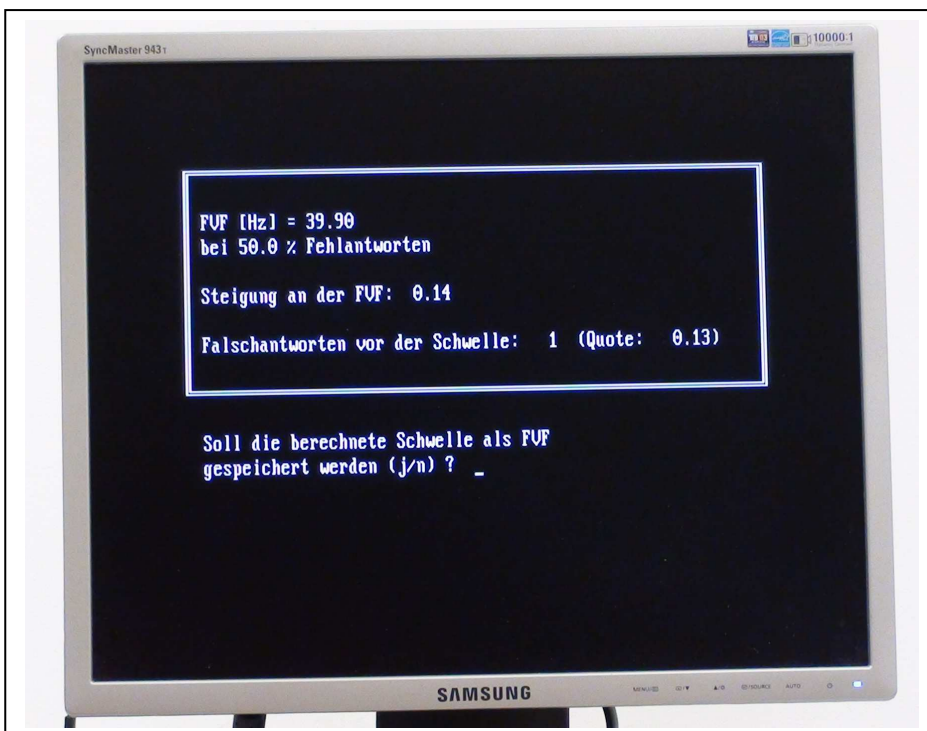 SyncMaster 943T
10000:1
FVF [Hz] = 39.90
bei 50.0 % Fehlantworten
Steigung an der FVF: 0.14
Falschantworten vor der Schwelle: 1 (Quote: 0.13)
Soll die berechnete Schwelle als FVF
gespeichert werden (j/n) ? _
SAMSUNG
MENU
SOURCE AUTO